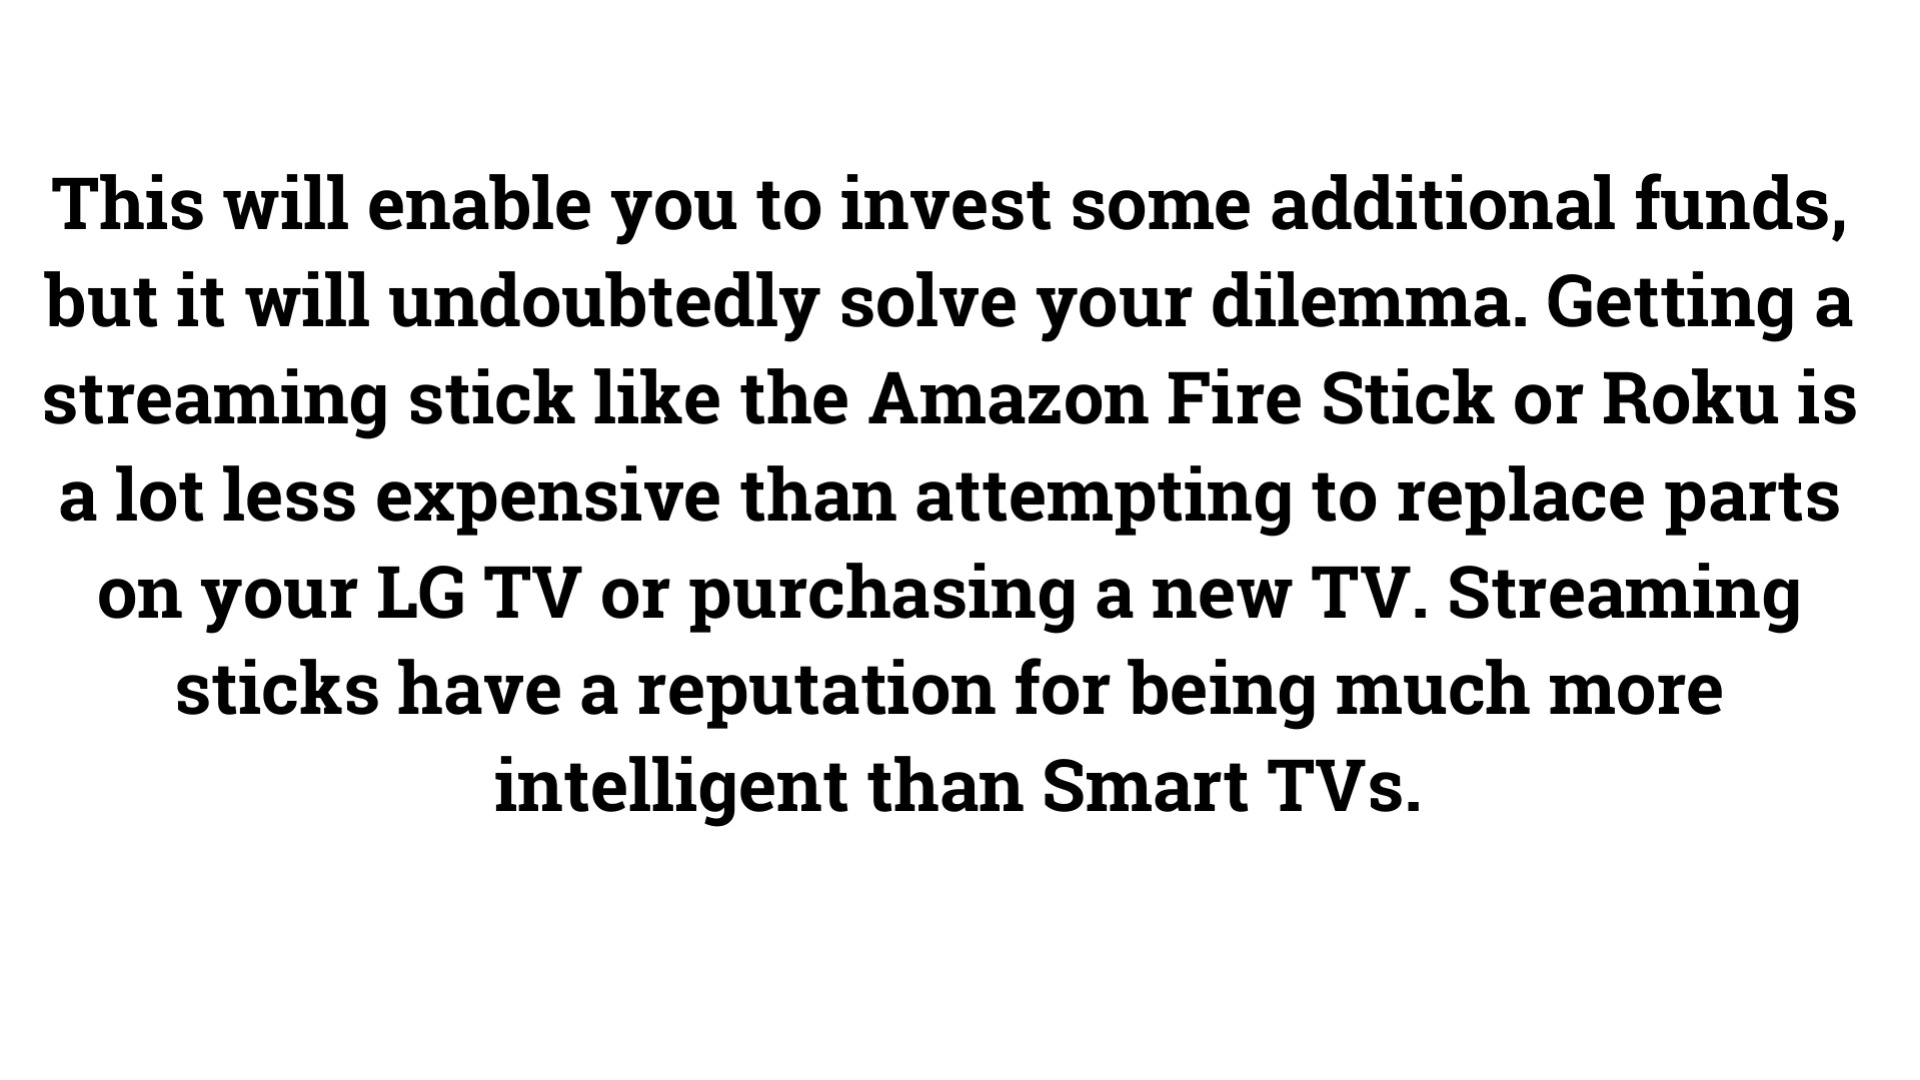 This will enable you to invest some additional funds,
but it will undoubtedly solve your dilemma. Getting a
streaming stick like the Amazon Fire Stick or Roku is
a lot less expensive than attempting to replace parts
on your LG TV or purchasing a new TV. Streaming
sticks have a reputation for being much more
intelligent than Smart TVs.